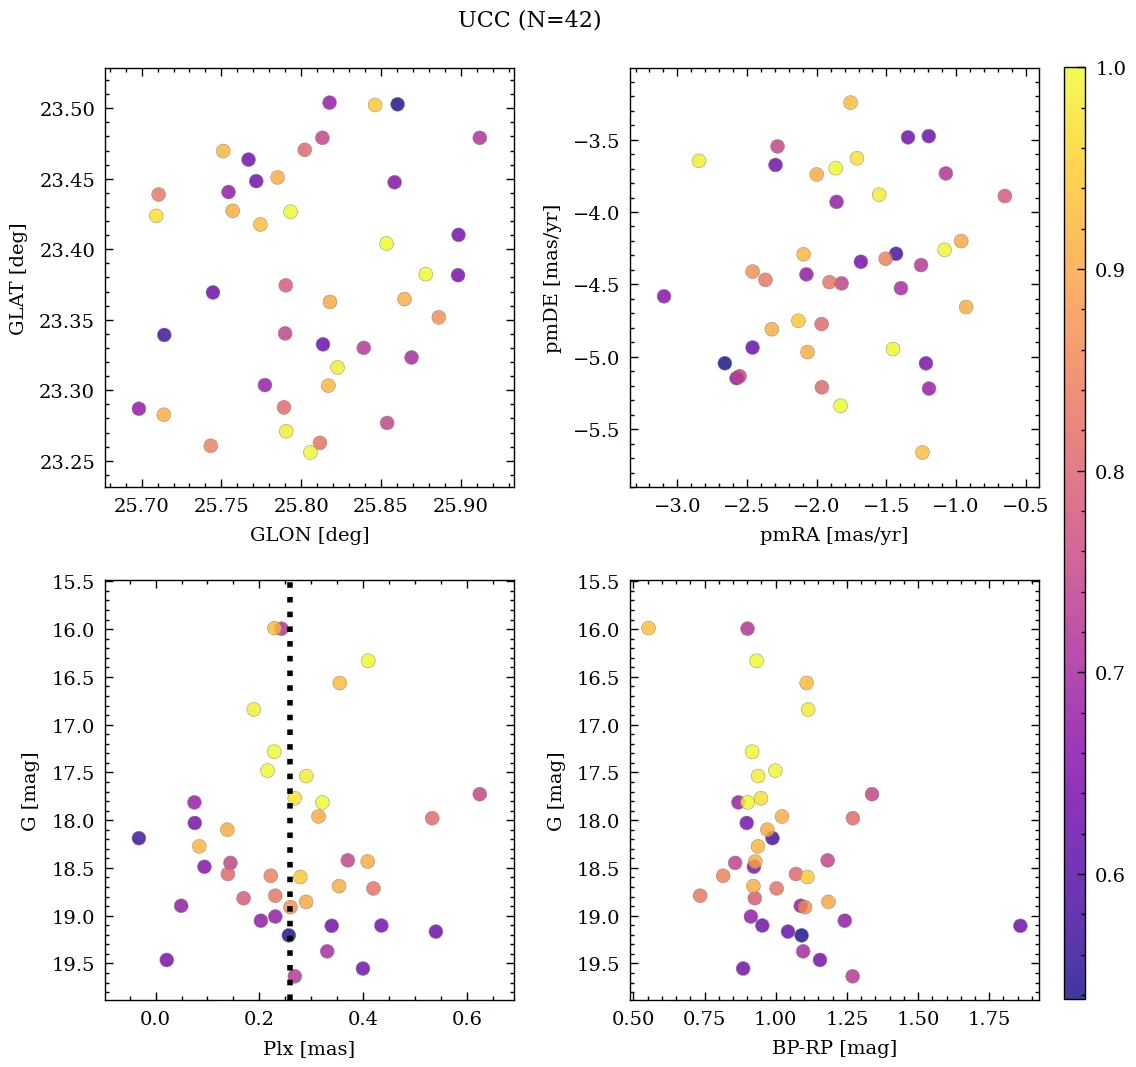 UCC (N=42)
23.50
23.45
23.40
23.35
23.30
23.25
GLAT [deg]
25.70 25.75 25.80 25.85 25.90
GLON [deg]
−3.5
−4.0
−4.5
−5.0
−5.5
pmDE [mas/yr]
−3.0 −2.5 −2.0 −1.5 −1.0 −0.5
pmRA [mas/yr]
15.5
16.0
16.5
17.0
17.5
18.0
18.5
19.0
19.5
G [mag]
0.0 0.2 0.4 0.6
Plx [mas]
15.5
16.0
16.5
17.0
17.5
18.0
18.5
19.0
19.5
G [mag]
0.50 0.75 1.00 1.25 1.50 1.75
BP-RP [mag]
1.0
0.9
0.8
0.7
0.6